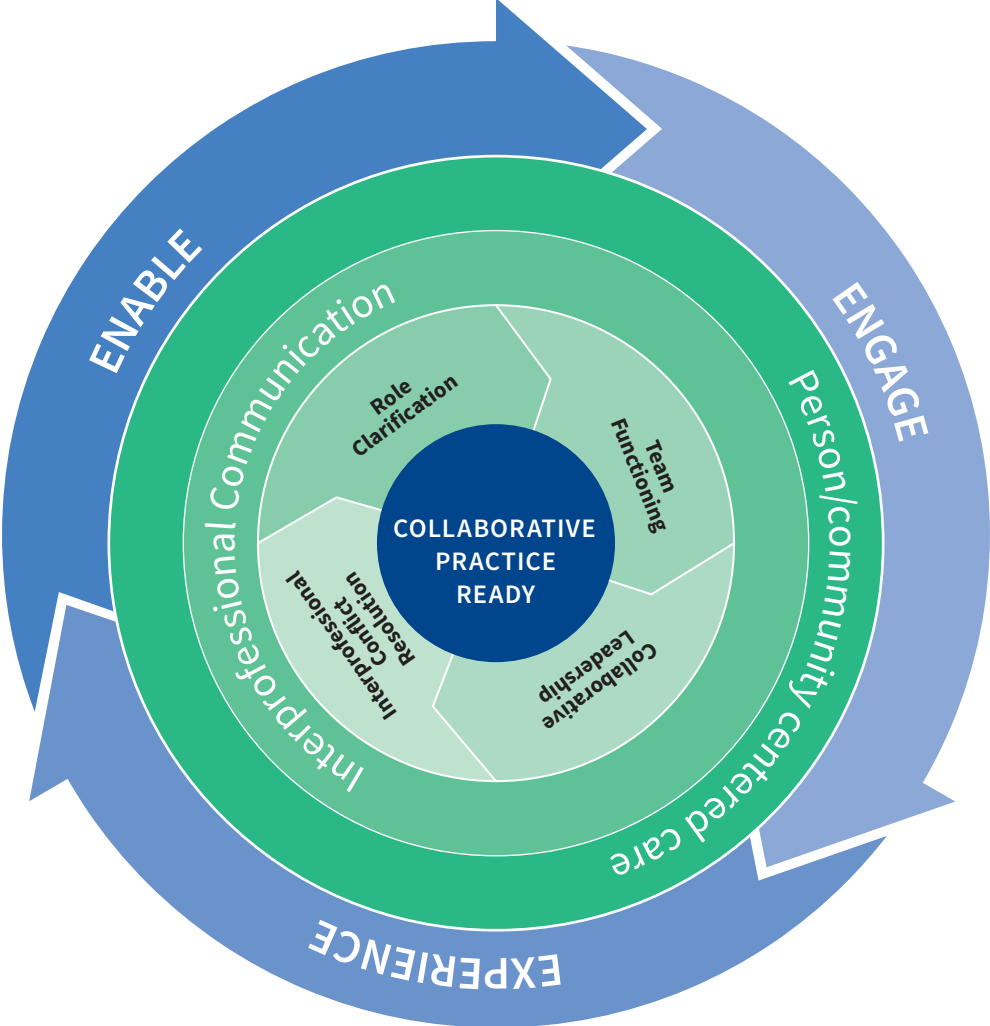 ENABLE
ENGAGE
EXPERIENCE
Interprofessional Communication
Person/community centered care
Role
Clarification
Team
Functioning
Collaborative
Leadership
Interprofessional
Conflict
Resolution
COLLABORATIVE
PRACTICE
READY